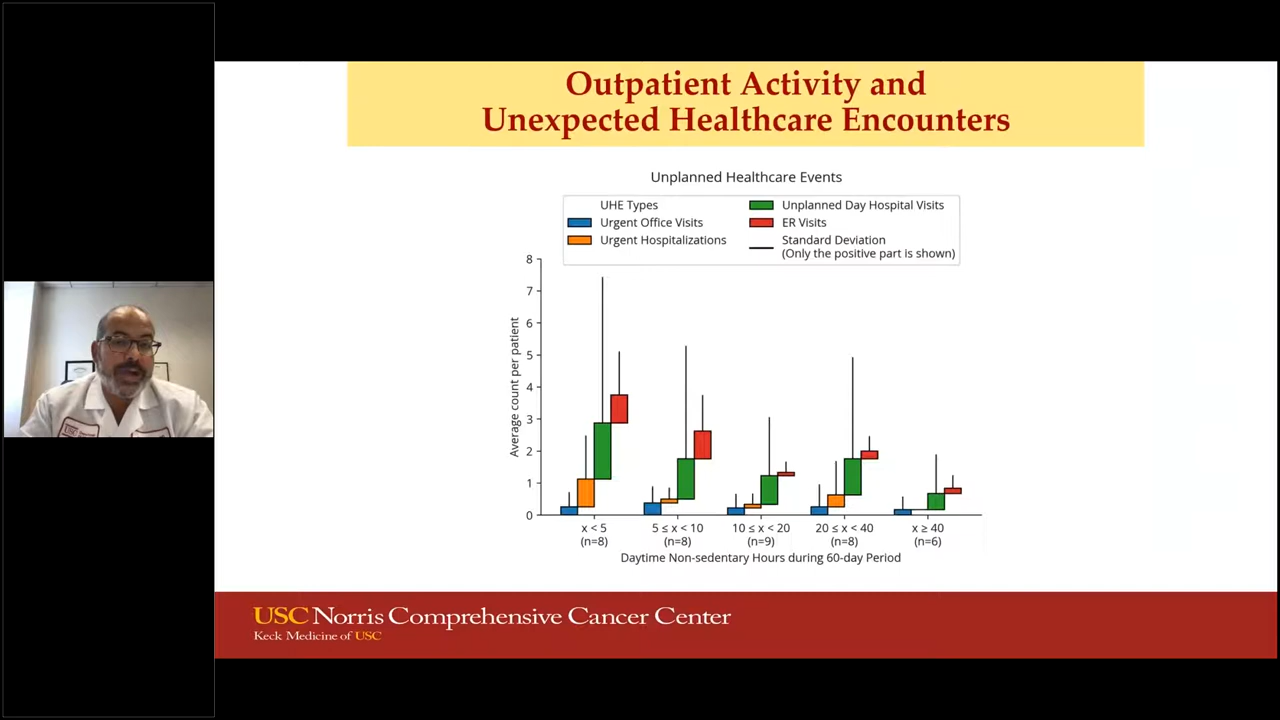 Outpatient Activity and
Unexpected Healthcare Encounters
Unplanned Healthcare Events
UHE Types
Urgent Office Visits
Urgent Hospitalizations
Unplanned Day Hospital Visits
ER Visits
Standard Deviation
(Only the positive part is shown)
Average count per patient
8
7
6
5
4
3
2
1
0
x < 5
(n=8)
5 ≤ x < 10
(n=8)
10 ≤ x < 20
(n=9)
20 ≤ x < 40
(n=8)
x ≥ 40
(n=6)
Daytime Non-sedentary Hours during 60-day Period
USC Norris Comprehensive Cancer Center
Keck Medicine of USC
USC